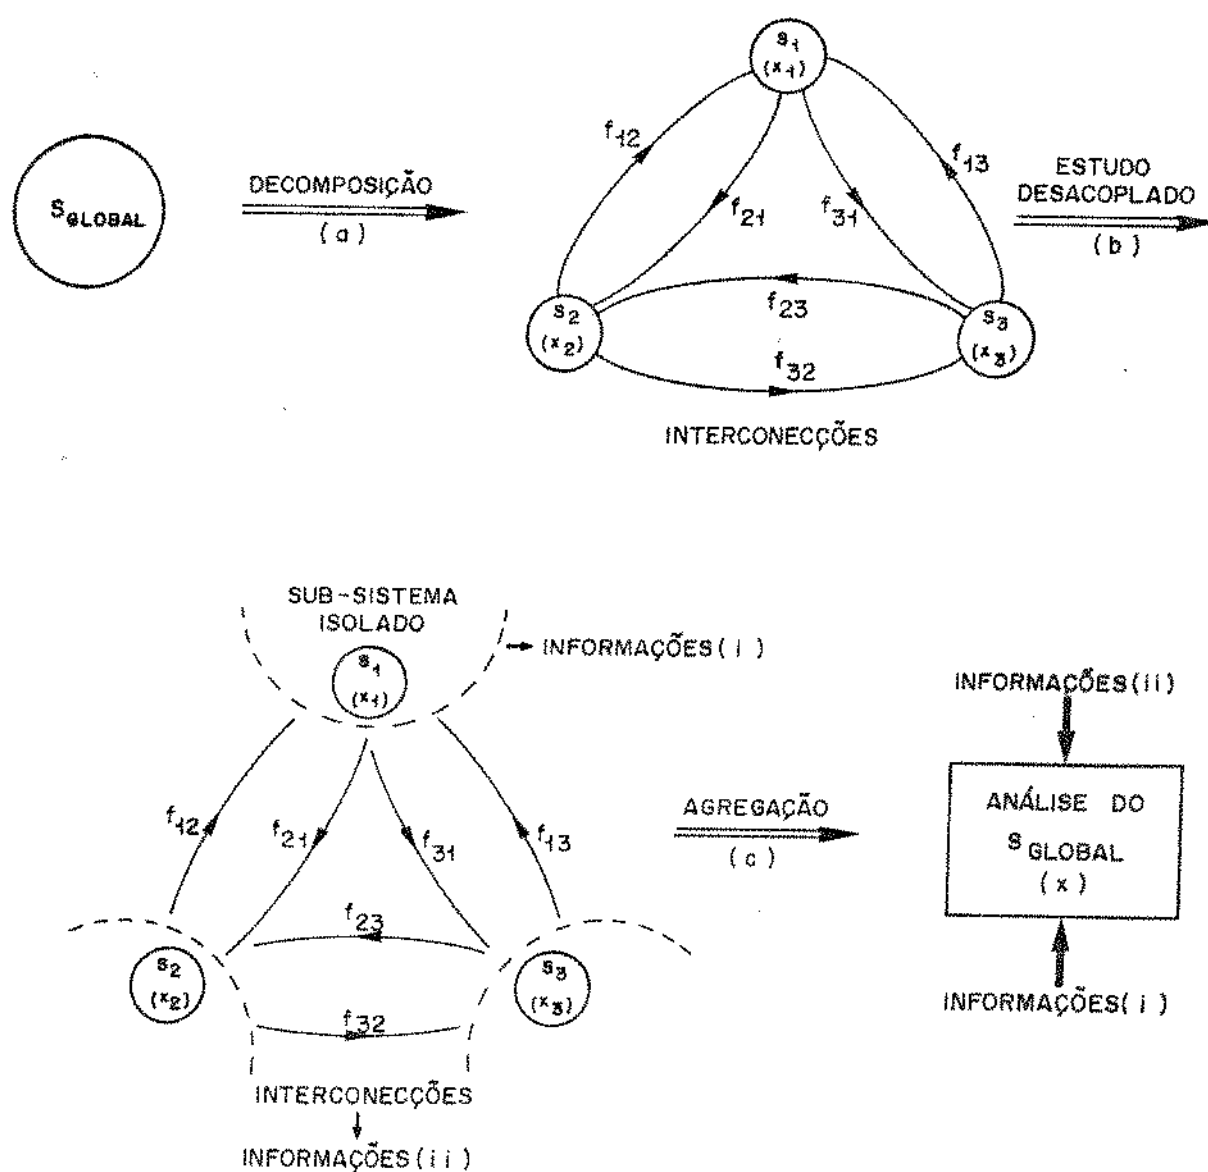 S GLOBAL
DECOMPOSIÇÃO
(a)
s1
(x1)
f12
f21
f31
f13
s2
(x2)
f23
s3
(x3)
f32
INTERCONECÇÕES
ESTUDO
DESACOPLADO
(b)
SUB-SISTEMA
ISOLADO
s1
(x1)
INFORMAÇÕES(i)
f12
f21
f31
f13
f23
s2
(x2)
s3
(x3)
f32
INTERCONECÇÕES
INFORMAÇÕES(ii)
AGREGAÇÃO
(c)
INFORMAÇÕES(ii)
ANÁLISE DO
S GLOBAL
(x)
INFORMAÇÕES(i)